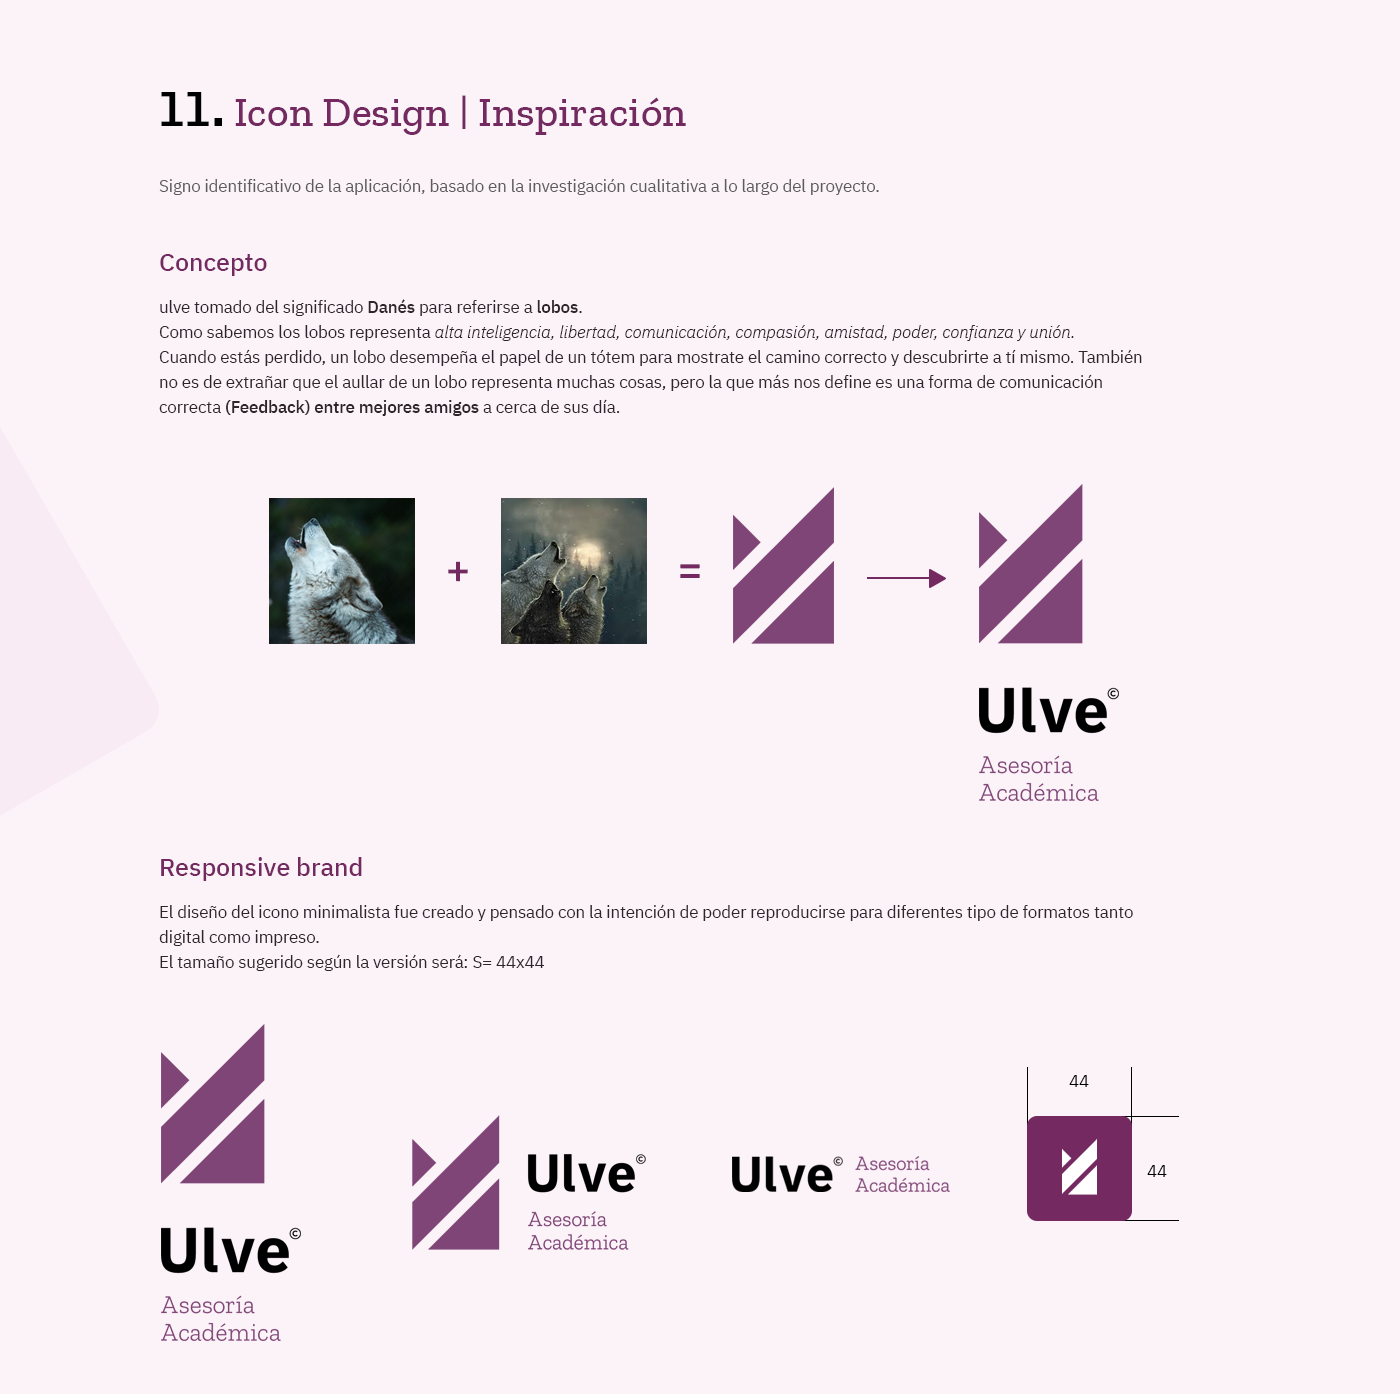 11. Icon Design | Inspiración
Signo identificativo de la aplicación, basado en la investigación cualitativa a lo largo del proyecto.
Concepto
ulve tomado del significado Danés para referirse a lobos.
Como sabemos los lobos representa alta inteligencia, libertad, comunicación, compasión, amistad, poder, confianza y unión.
Cuando estás perdido, un lobo desempeña el papel de un tótem para mostrate el camino correcto y descubrirte a tí mismo. También
no es de extrañar que el aullar de un lobo representa muchas cosas, pero la que más nos define es una forma de comunicación
correcta (Feedback) entre mejores amigos a cerca de sus día.
+
=
Ulve©
Asesoría
Académica
Responsive brand
El diseño del icono minimalista fue creado y pensado con la intención de poder reproducirse para diferentes tipo de formatos tanto
digital como impreso.
El tamaño sugerido según la versión será: S= 44x44
Ulve©
Asesoría
Académica
Ulve©
Asesoría
Académica
Ulve©
Asesoría
Académica
44
44